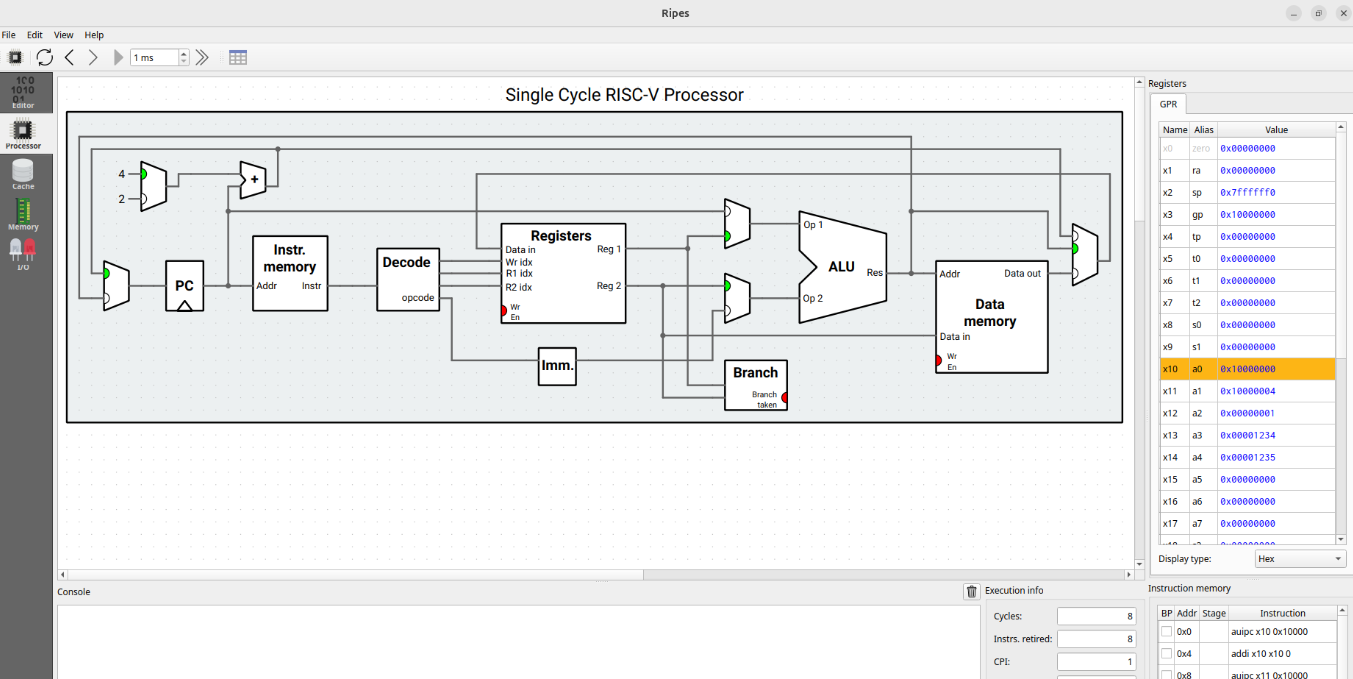 Ripes
File Edit View Help
1 ms
Editor
Processor
Cache
Memory
I/O
Single Cycle RISC-V Processor
4
2
+
PC
Instr. memory
Addr Instr
Decode
opcode
Registers
Data in
Wr idx
R1 idx
R2 idx
Wr
En
Reg 1
Reg 2
Imm.
Op 1
Op 2
ALU
Res
Branch
Branch
taken
Addr Data out
Data
memory
Data in
Wr
En
Registers
GPR
Name Alias Value
x0 zero 0x00000000
x1 ra 0x00000000
x2 sp 0x7ffffff0
x3 gp 0x10000000
x4 tp 0x00000000
x5 t0 0x00000000
x6 t1 0x00000000
x7 t2 0x00000000
x8 s0 0x00000000
x9 s1 0x00000000
x10 a0 0x10000000
x11 a1 0x10000004
x12 a2 0x00000001
x13 a3 0x00001234
x14 a4 0x00001235
x15 a5 0x00000000
x16 a6 0x00000000
x17 a7 0x00000000
Display type: Hex
Console
Execution info
Cycles: 8
Instrs. retired: 8
CPI: 1
Instruction memory
BP Addr Stage Instruction
0x0 auipc x10 0x10000
0x4 addi x10 x10 0
0x8 auipc x11 0x10000